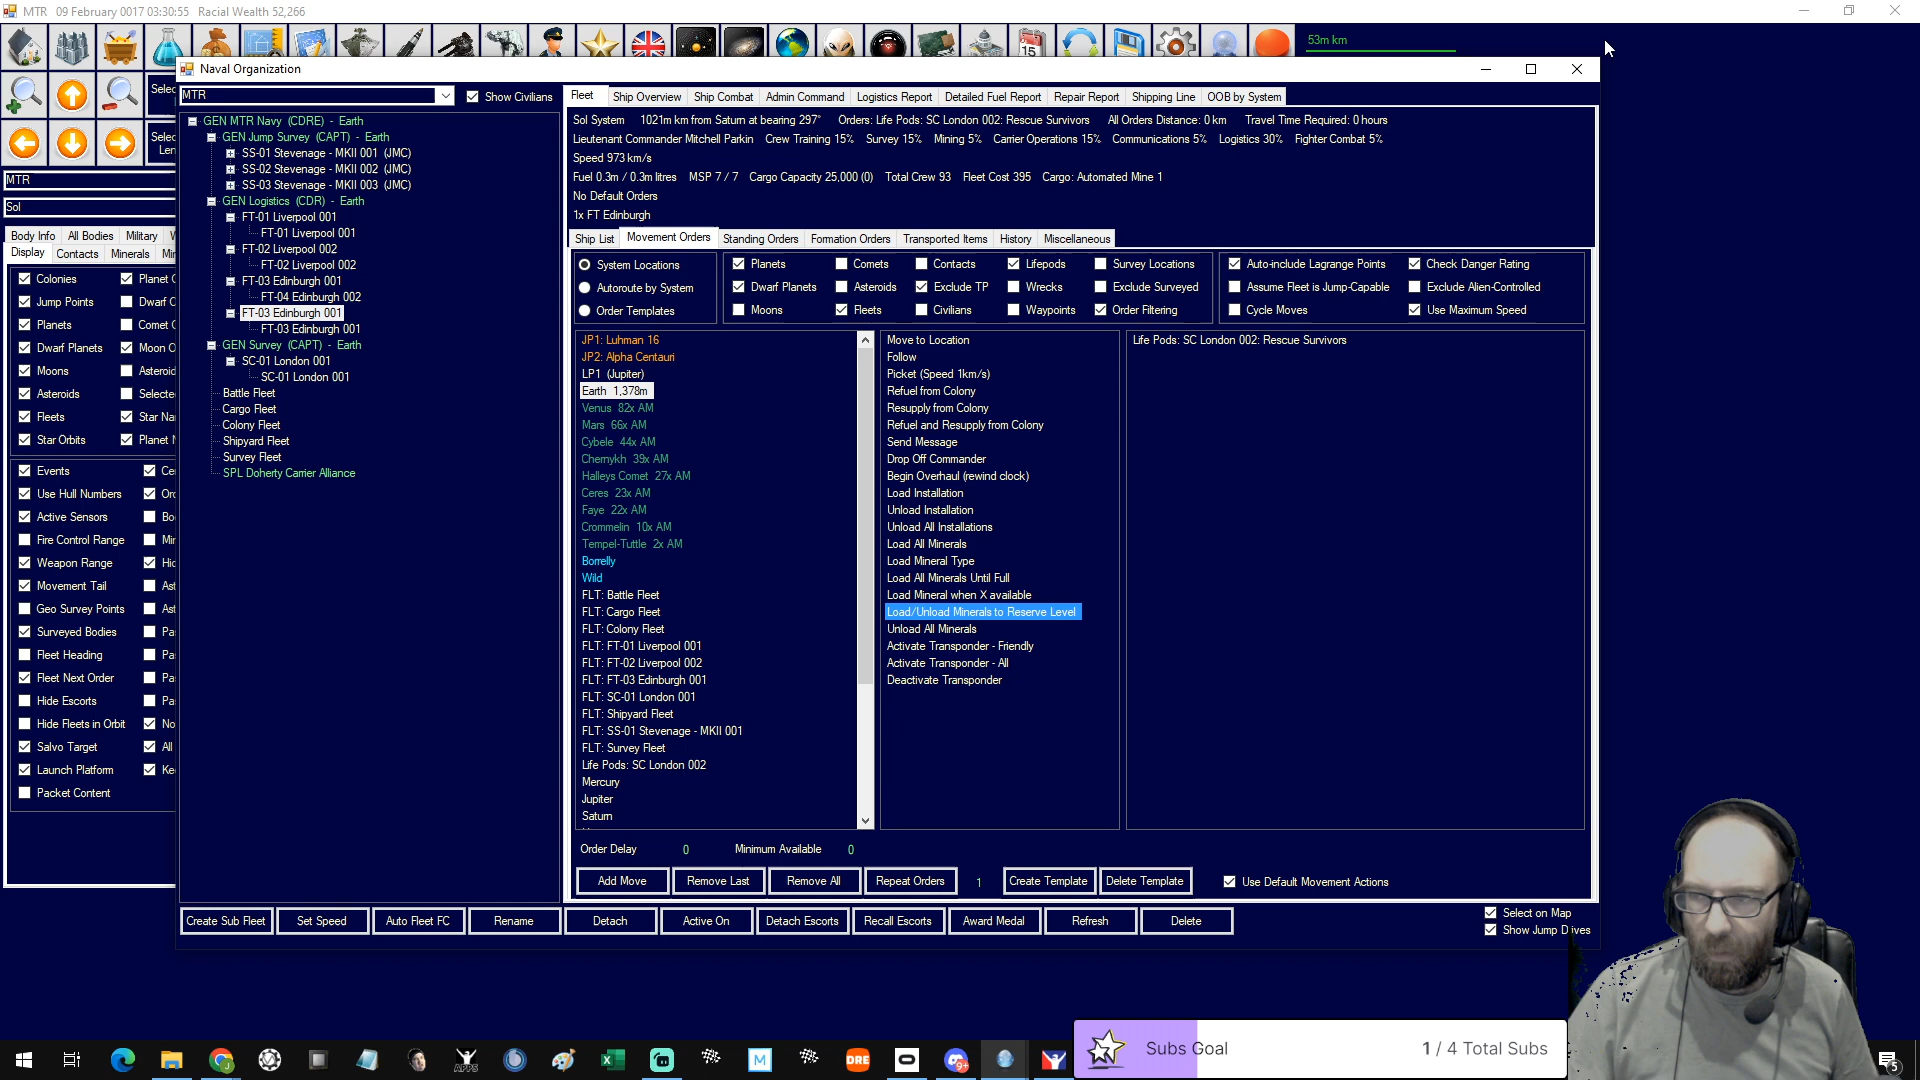 MTR 09 February 0017 03:30:55 Racial Wealth 52,266
53m km
Naval Organization
MTR
Show Civilians
Fleet Ship Overview Ship Combat Admin Command Logistics Report Detailed Fuel Report Repair Report Shipping Line OOB by System
MTR
Sol
Body Info All Bodies Military
Display Contacts Minerals
Colonies
Jump Points
Planets
Dwarf Planets
Moons
Asteroids
Fleets
Star Orbits
Events
Use Hull Numbers
Active Sensors
Fire Control Range
Weapon Range
Movement Tail
Geo Survey Points
Surveyed Bodies
Fleet Heading
Fleet Next Order
Hide Escorts
Hide Fleets in Orbit
Salvo Target
Launch Platform
Packet Content
GEN MTR Navy (CDRE) - Earth
GEN Jump Survey (CAPT) - Earth
SS-01 Stevenage - MKII 001 (JMC)
SS-02 Stevenage - MKII 002 (JMC)
SS-03 Stevenage - MKII 003 (JMC)
GEN Logistics (CDR) - Earth
FT-01 Liverpool 001
FT-01 Liverpool 001
FT-02 Liverpool 002
FT-02 Liverpool 002
FT-03 Edinburgh 001
FT-04 Edinburgh 002
FT-03 Edinburgh 001
FT-03 Edinburgh 001
GEN Survey (CAPT) - Earth
SC-01 London 001
SC-01 London 001
Battle Fleet
Cargo Fleet
Colony Fleet
Shipyard Fleet
Survey Fleet
SPL Doherty Carrier Alliance
Sol System 1021m km from Saturn at bearing 297° Orders: Life Pods: SC London 002: Rescue Survivors All Orders Distance: 0 km Travel Time Required: 0 hours
Lieutenant Commander Mitchell Parkin Crew Training 15% Survey 15% Mining 5% Carrier Operations 15% Communications 5% Logistics 30% Fighter Combat 5%
Speed 973 km/s
Fuel 0.3m / 0.3m litres MSP 7 / 7 Cargo Capacity 25,000 (0) Total Crew 93 Fleet Cost 395 Cargo: Automated Mine 1
No Default Orders
1x FT Edinburgh
Ship List Movement Orders Standing Orders Formation Orders Transported Items History Miscellaneous
System Locations
Autoroute by System
Order Templates
Planets Comets Contacts Lifepods Survey Locations
Dwarf Planets Asteroids Exclude TP Wrecks Exclude Surveyed
Moons Fleets Civilians Waypoints Order Filtering
Auto-include Lagrange Points Check Danger Rating
Assume Fleet is Jump-Capable Exclude Alien-Controlled
Cycle Moves Use Maximum Speed
JP1: Luhman 16
JP2: Alpha Centauri
LP1 (Jupiter)
Earth 1,378m
Venus 82x AM
Mars 66x AM
Cybele 44x AM
Chernykh 39x AM
Halleys Comet 27x AM
Ceres 23x AM
Faye 22x AM
Crommelin 10x AM
Tempel-Tuttle 2x AM
Borrelly
Wild
FLT: Battle Fleet
FLT: Cargo Fleet
FLT: Colony Fleet
FLT: FT-01 Liverpool 001
FLT: FT-02 Liverpool 002
FLT: FT-03 Edinburgh 001
FLT: SC-01 London 001
FLT: Shipyard Fleet
FLT: SS-01 Stevenage - MKII 001
FLT: Survey Fleet
Life Pods: SC London 002
Mercury
Jupiter
Saturn
Move to Location
Follow
Picket (Speed 1km/s)
Refuel from Colony
Resupply from Colony
Refuel and Resupply from Colony
Send Message
Drop Off Commander
Begin Overhaul (rewind clock)
Load Installation
Unload Installation
Unload All Installations
Load All Minerals
Load Mineral Type
Load All Minerals Until Full
Load Mineral when X available
Load/Unload Minerals to Reserve Level
Unload All Minerals
Activate Transponder - Friendly
Activate Transponder - All
Deactivate Transponder
Life Pods: SC London 002: Rescue Survivors
Order Delay 0 Minimum Available 0
Add Move Remove Last Remove All Repeat Orders 1 Create Template Delete Template Use Default Movement Actions
Create Sub Fleet Set Speed Auto Fleet FC Rename Detach Active On Detach Escorts Recall Escorts Award Medal Refresh Delete
Select on Map
Show Jump Drives
Subs Goal 1 / 4 Total Subs
APPS
DRE
9+
5